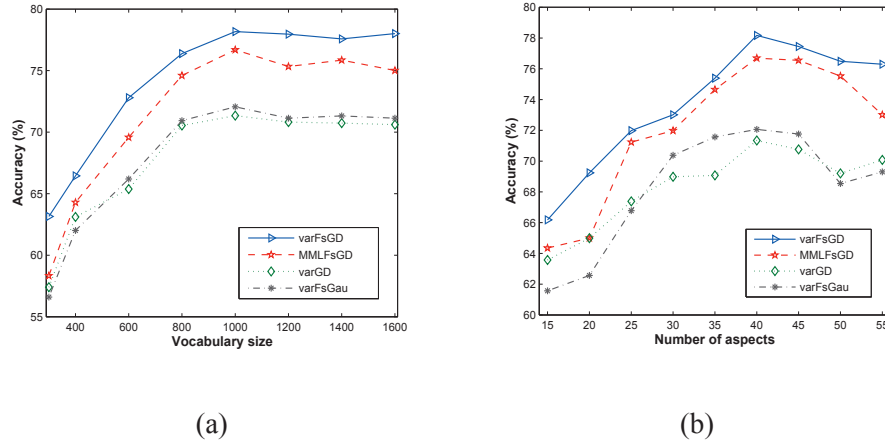 80
75
70
65
60
55
Accuracy (%)
400 600 800 1000 1200 1400 1600
Vocabulary size
varFsGD
MMLFsGD
varGD
varFsGau
(a)
80
78
76
74
72
70
68
66
64
62
60
Accuracy (%)
15 20 25 30 35 40 45 50 55
Number of aspects
varFsGD
MMLFsGD
varGD
varFsGau
(b)